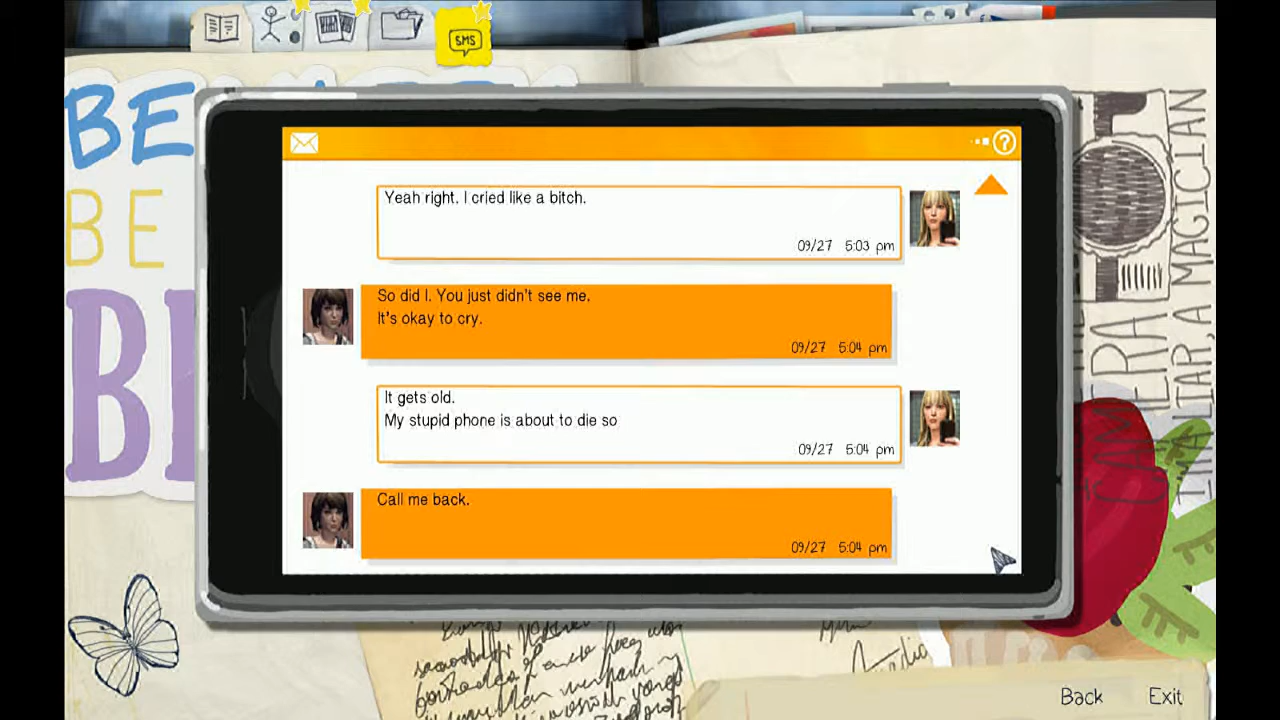 SMS
BE
BE
Yeah right. I cried like a bitch.
09/27 5:03 pm
So did I. You just didn't see me.
It's okay to cry.
09/27 5:04 pm
It gets old.
My stupid phone is about to die so
09/27 5:04 pm
Call me back.
09/27 5:04 pm
CAMERA
LIAR, A MAGICIAN
Back
Exit